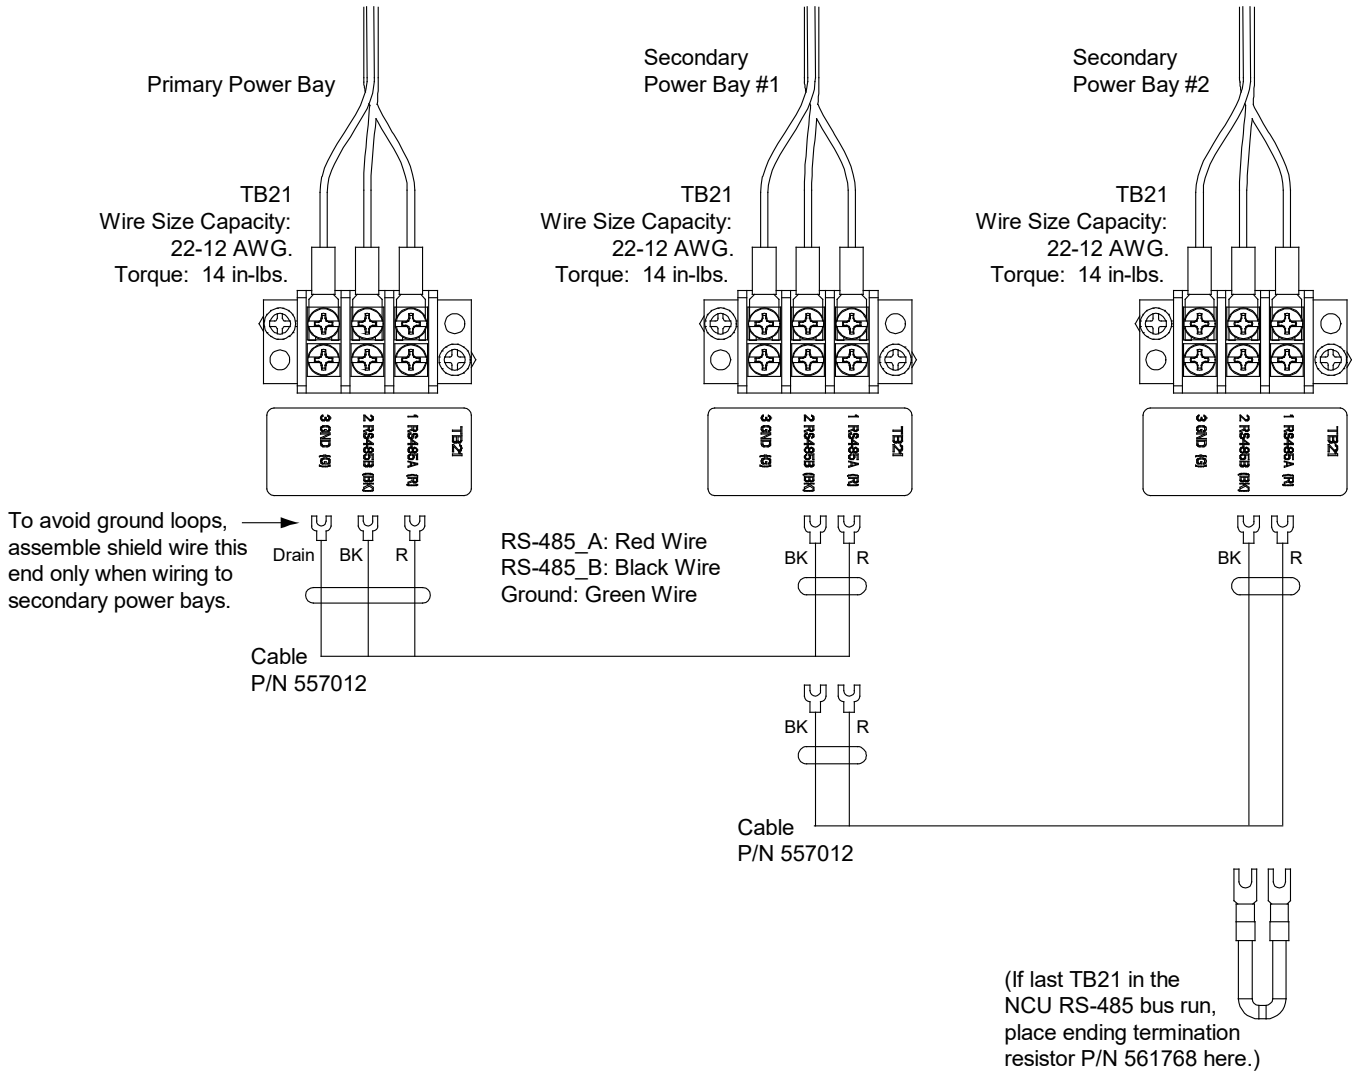 Primary Power Bay
Secondary
Power Bay #1
Secondary
Power Bay #2
TB21
Wire Size Capacity:
22-12 AWG.
Torque: 14 in-lbs.
TB21
Wire Size Capacity:
22-12 AWG.
Torque: 14 in-lbs.
TB21
Wire Size Capacity:
22-12 AWG.
Torque: 14 in-lbs.
TB21
1 RS485A (R)
2 RS485B (BK)
3 GND (G)
TB21
1 RS485A (R)
2 RS485B (BK)
3 GND (G)
TB21
1 RS485A (R)
2 RS485B (BK)
3 GND (G)
To avoid ground loops,
assemble shield wire this
end only when wiring to
secondary power bays.
Drain BK R
RS-485_A: Red Wire
RS-485_B: Black Wire
Ground: Green Wire
BK R
BK R
Cable
P/N 557012
BK R
Cable
P/N 557012
(If last TB21 in the
NCU RS-485 bus run,
place ending termination
resistor P/N 561768 here.)